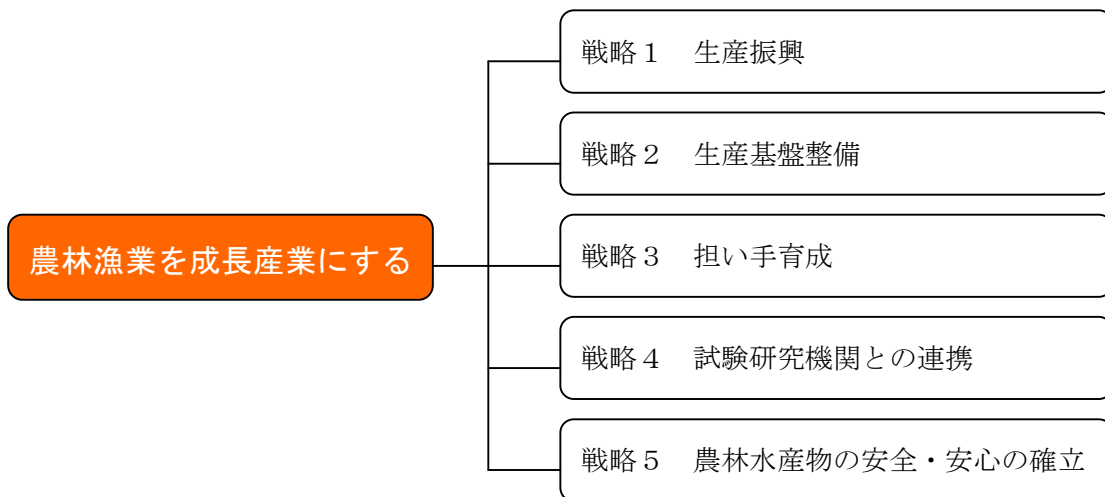 農林漁業を成長産業にする
戦略１　生産振興
戦略２　生産基盤整備
戦略３　担い手育成
戦略４　試験研究機関との連携
戦略５　農林水産物の安全・安心の確立